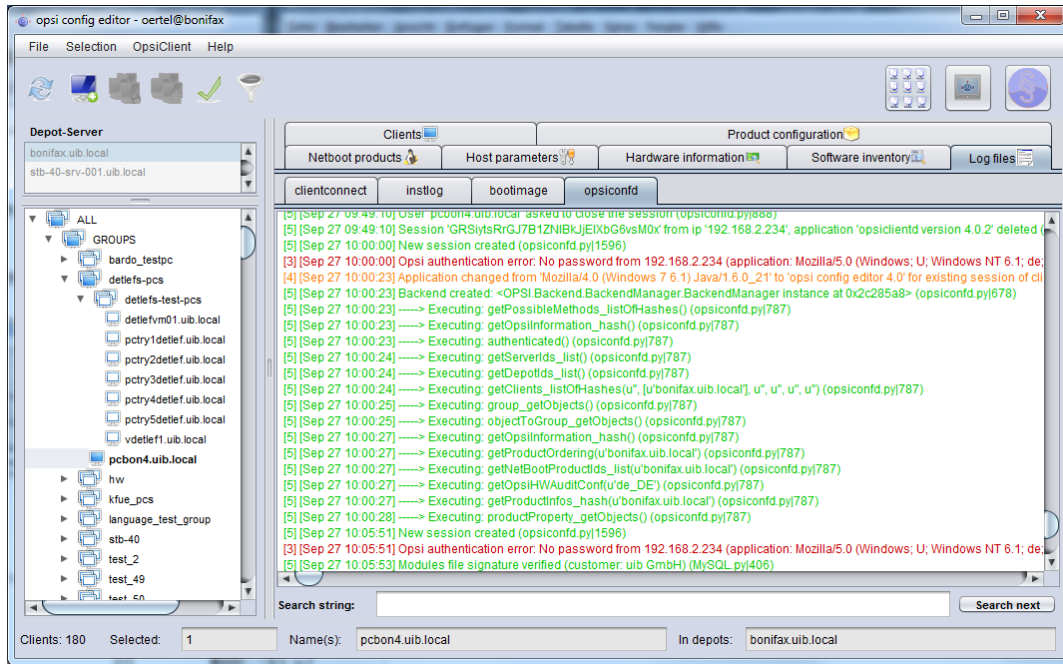 opsi config editor - oertel@bonifax
File Selection OpsiClient Help
Depot-Server
bonifax.uib.local
stb-40-srv-001.uib.local
ALL
GROUPS
bardo_testpc
detlefs-pcs
detlefs-test-pcs
detlefvm01.uib.local
pctry1detlef.uib.local
pctry2detlef.uib.local
pctry3detlef.uib.local
pctry4detlef.uib.local
pctry5detlef.uib.local
vdetlef1.uib.local
pcbon4.uib.local
hw
kfue_pcs
language_test_group
stb-40
test_2
test_49
test_50
Clients Product configuration
Netboot products Host parameters Hardware information Software inventory Log files
clientconnect instlog bootimage opsiconfd
[5] [Sep 27 09:49:10] User 'pcbon4.uib.local' asked to close the session (opsiconfd.py|888)
[5] [Sep 27 09:49:10] Session 'GRSiytsRrGJ7B1ZNIBkJjEIXbG6vsM0x' from ip '192.168.2.234', application 'opsiclientd version 4.0.2' deleted (
[5] [Sep 27 10:00:00] New session created (opsiconfd.py|1596)
[3] [Sep 27 10:00:00] Opsi authentication error: No password from 192.168.2.234 (application: Mozilla/5.0 (Windows; U; Windows NT 6.1; de;
[4] [Sep 27 10:00:23] Application changed from 'Mozilla/4.0 (Windows 7 6.1) Java/1.6.0_21' to 'opsi config editor 4.0' for existing session of cli
[5] [Sep 27 10:00:23] Backend created: <OPSI.Backend.BackendManager.BackendManager instance at 0x2c285a8> (opsiconfd.py|678)
[5] [Sep 27 10:00:23] -----> Executing: getPossibleMethods_listOfHashes() (opsiconfd.py|787)
[5] [Sep 27 10:00:23] -----> Executing: getOpsiInformation_hash() (opsiconfd.py|787)
[5] [Sep 27 10:00:23] -----> Executing: authenticated() (opsiconfd.py|787)
[5] [Sep 27 10:00:24] -----> Executing: getServerIds_list() (opsiconfd.py|787)
[5] [Sep 27 10:00:24] -----> Executing: getDepotIds_list() (opsiconfd.py|787)
[5] [Sep 27 10:00:24] -----> Executing: getClients_listOfHashes(u'', [u'bonifax.uib.local'], u'', u'', u'', u'') (opsiconfd.py|787)
[5] [Sep 27 10:00:25] -----> Executing: group_getObjects() (opsiconfd.py|787)
[5] [Sep 27 10:00:25] -----> Executing: objectToGroup_getObjects() (opsiconfd.py|787)
[5] [Sep 27 10:00:27] -----> Executing: getOpsiInformation_hash() (opsiconfd.py|787)
[5] [Sep 27 10:00:27] -----> Executing: getProductOrdering(u'bonifax.uib.local') (opsiconfd.py|787)
[5] [Sep 27 10:00:27] -----> Executing: getNetBootProductIds_list(u'bonifax.uib.local') (opsiconfd.py|787)
[5] [Sep 27 10:00:27] -----> Executing: getOpsiHWAuditConf(u'de_DE') (opsiconfd.py|787)
[5] [Sep 27 10:00:27] -----> Executing: getProductInfos_hash(u'bonifax.uib.local') (opsiconfd.py|787)
[5] [Sep 27 10:00:28] -----> Executing: productProperty_getObjects() (opsiconfd.py|787)
[5] [Sep 27 10:05:51] New session created (opsiconfd.py|1596)
[3] [Sep 27 10:05:51] Opsi authentication error: No password from 192.168.2.234 (application: Mozilla/5.0 (Windows; U; Windows NT 6.1; de;
[5] [Sep 27 10:05:53] Modules file signature verified (customer: uib GmbH) (MySQL.py|406)
Search string: Search next
Clients: 180 Selected: 1 Name(s): pcbon4.uib.local In depots: bonifax.uib.local